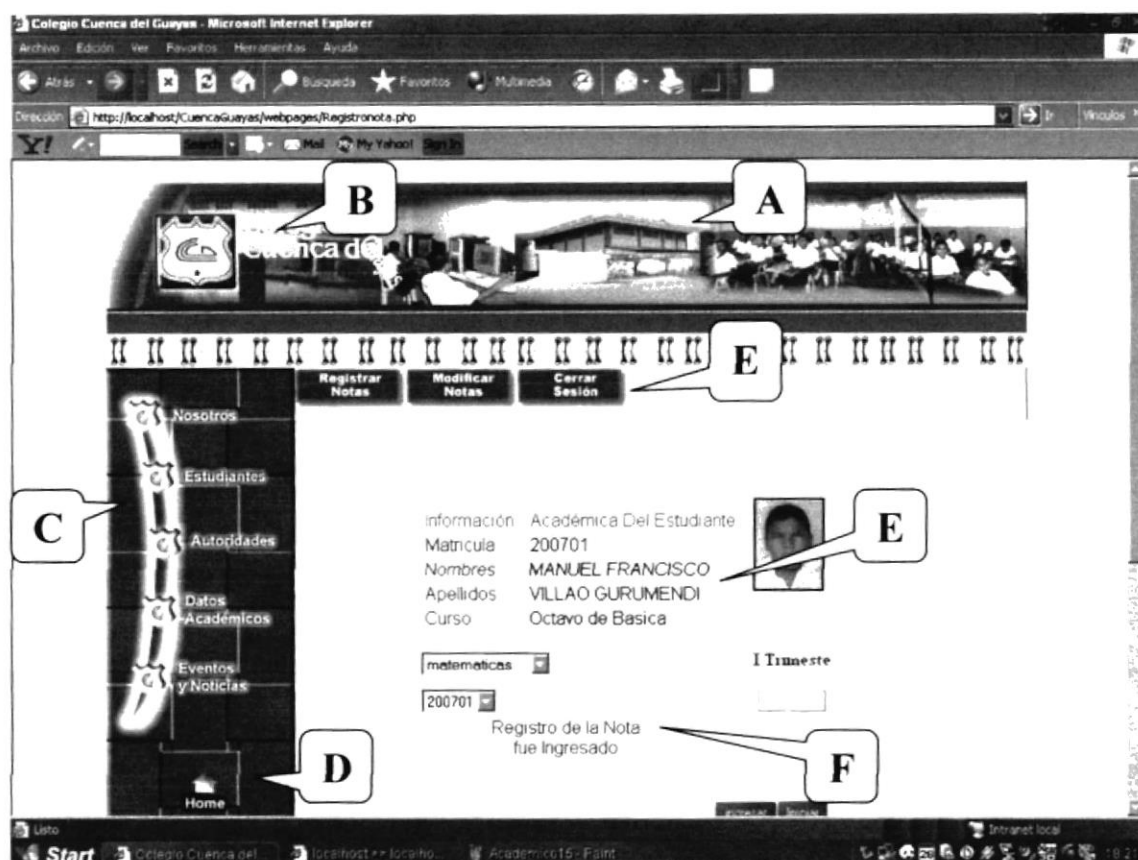 Colegio Cuenca del Guayas - Microsoft Internet Explorer
Archivo Edición Ver Favoritos Herramientas Ayuda
Atrás Búsqueda Favoritos Multimedia
Dirección http://localhost/CuencaGuayas/webpages/Registronota.php Ir Vínculos
Y! Search Mail My Yahoo! Sign In
B
A
Cuenca de
E
Registrar Notas
Modificar Notas
Cerrar Sesión
Nosotros
Estudiantes
C
Autoridades
Datos Académicos
Eventos y Noticias
D
Home
Información Académica Del Estudiante
Matricula 200701
Nombres MANUEL FRANCISCO
E
Apellidos VILLAO GURUMENDI
Curso Octavo de Basica
matematicas I Trimeste
200701
Registro de la Nota
fue Ingresado
F
Listo Intranet local
Start Colegio Cuenca del... localhost >> localho... Academico15 - Paint 18:2